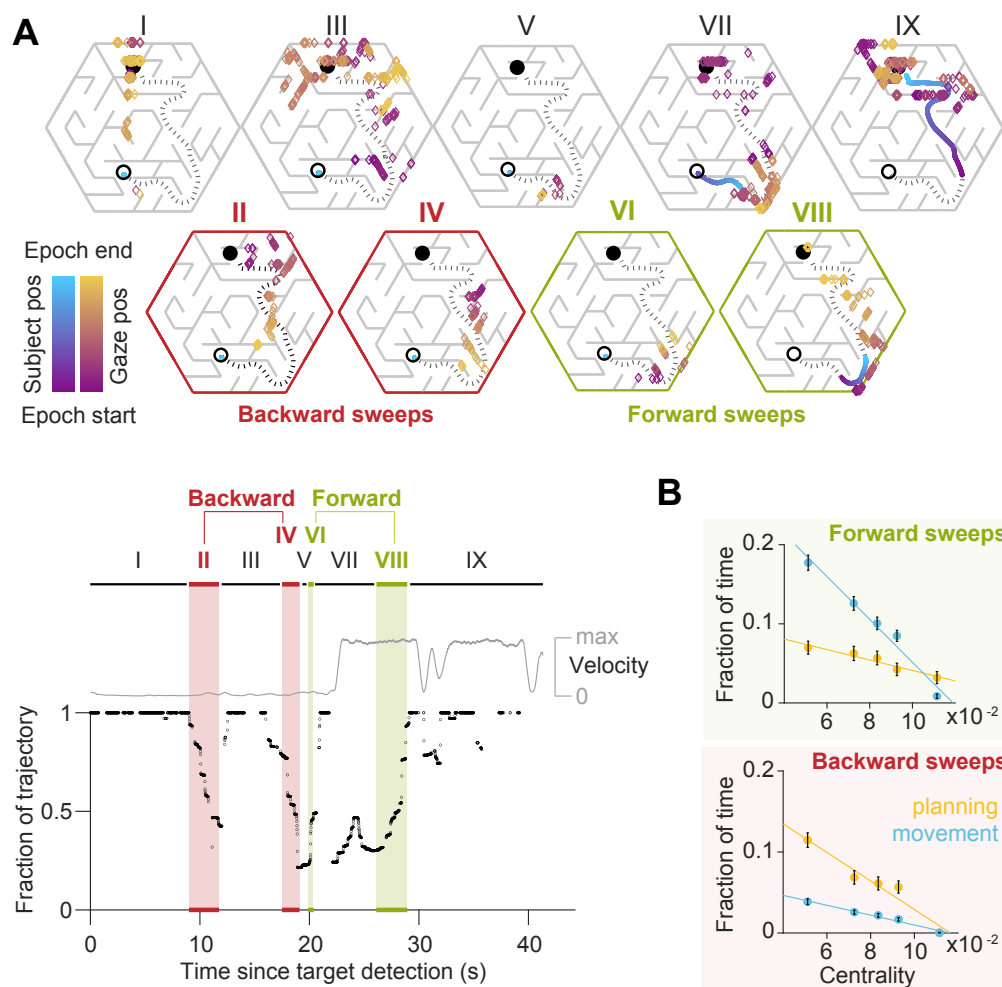 A
I III V VII IX
II IV VI VIII
Epoch end
Subject pos
Gaze pos
Epoch start
Backward sweeps Forward sweeps
Backward Forward
IV VI
I II III V VII VIII IX
max
Velocity
0
1
0.5
0
Fraction of trajectory
0 10 20 30 40
Time since target detection (s)
B
Forward sweeps
0.2
0.1
0
Fraction of time
6 8 10 x10⁻²
Backward sweeps
0.2
planning
movement
0.1
0
Fraction of time
6 8 10 x10⁻²
Centrality